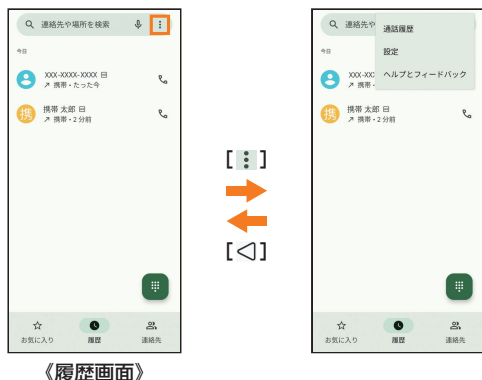 連絡先や場所を検索
今日
XXX-XXXX-XXXX
携帯・たった今
携
携帯 太郎
携帯・2 分前
お気に入り
履歴
連絡先
《履歴画面》
[ ]
[ ]
連絡先や
通話履歴
設定
ヘルプとフィードバック
今日
XXX-XX
携帯・
携
携帯 太郎
携帯・2 分前
お気に入り
履歴
連絡先